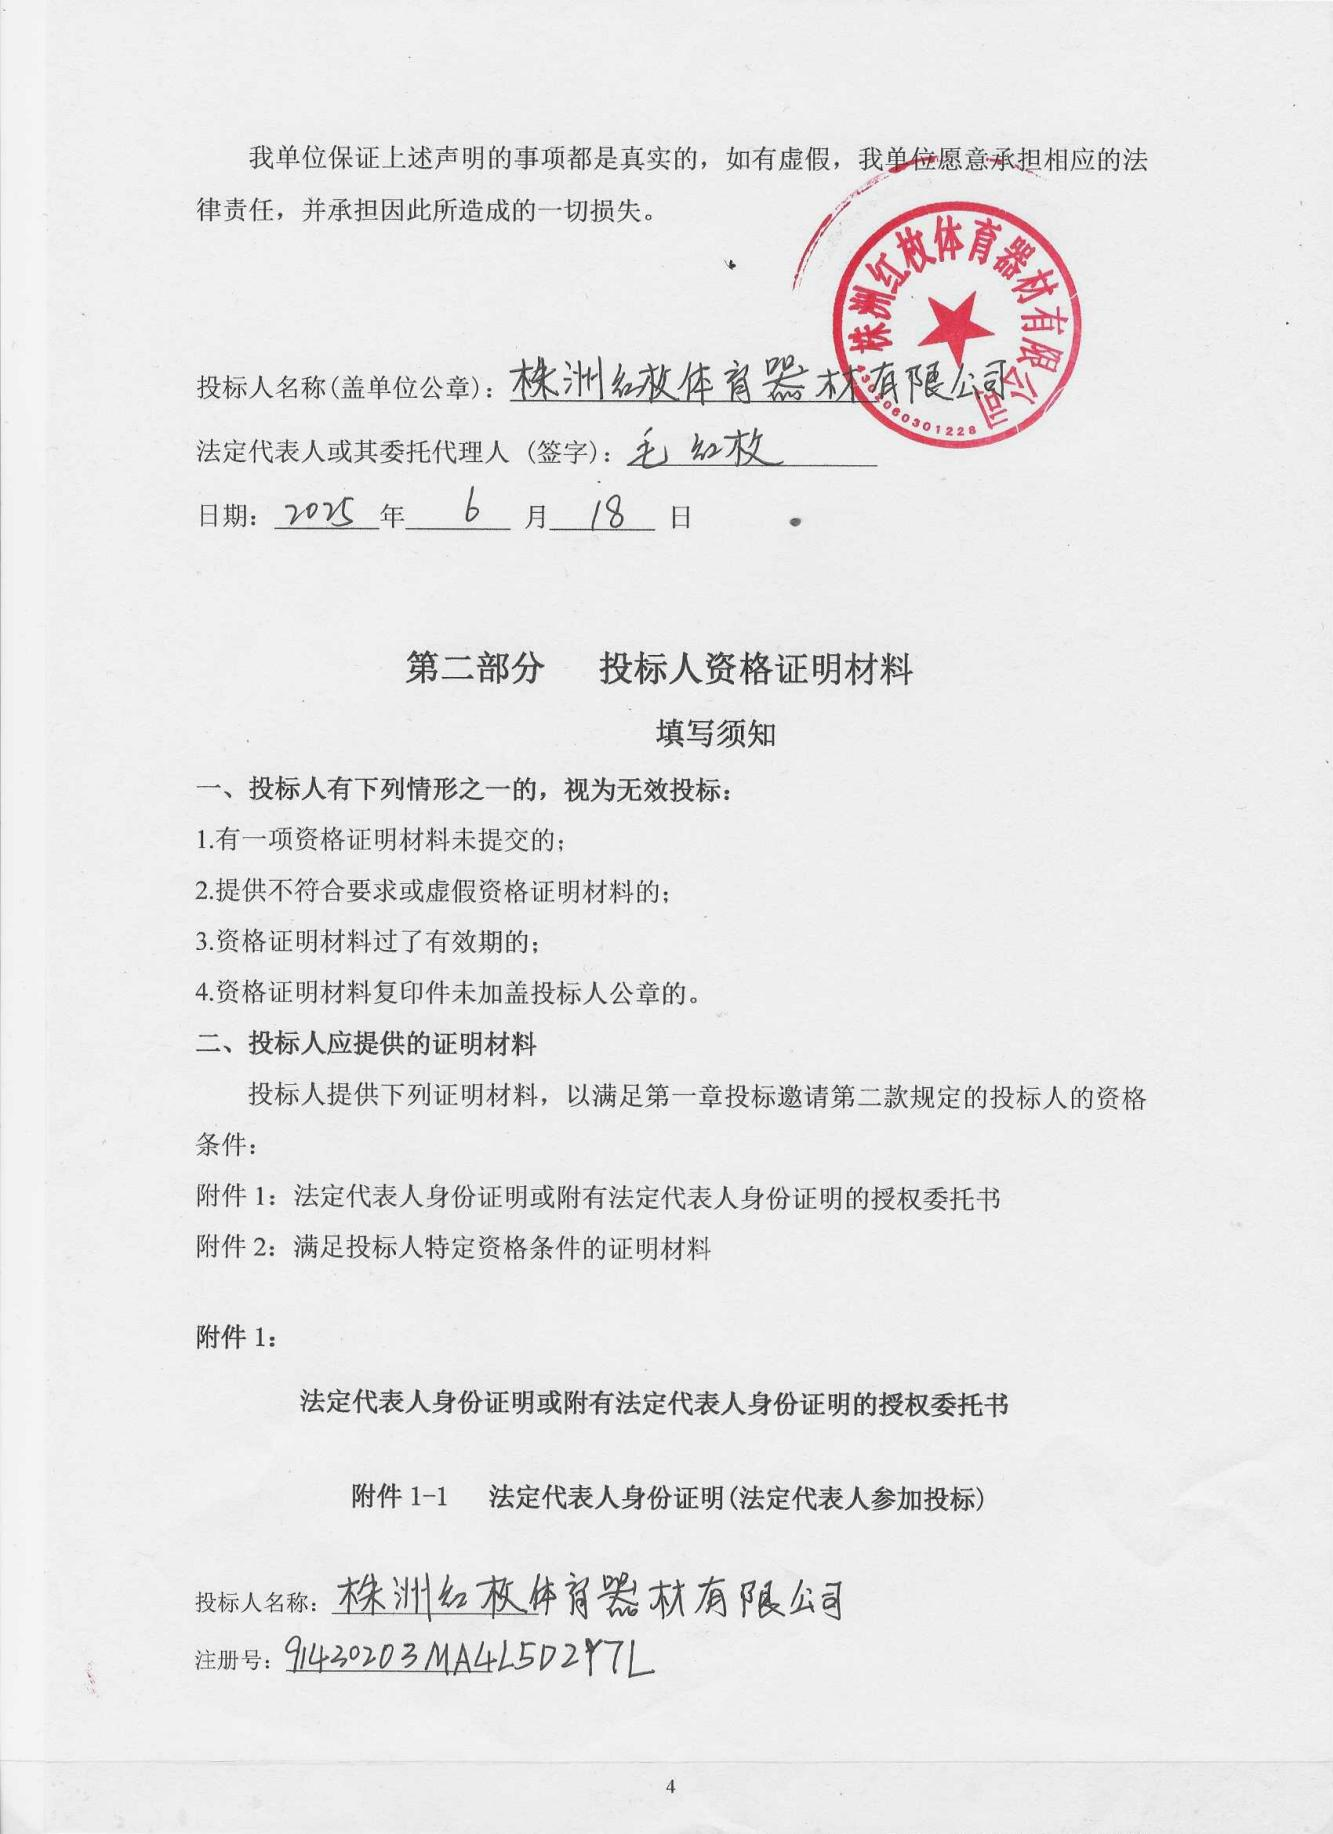 我单位保证上述声明的事项都是真实的，如有虚假，我单位愿意承担相应的法
律责任，并承担因此所造成的一切损失。
株洲红枚体育器材有限公司
4302060301228
投标人名称(盖单位公章)：株洲红枚体育器材有限公司
法定代表人或其委托代理人（签字）：毛红枚
日期：2025年6月18日
第二部分 投标人资格证明材料
填写须知
一、投标人有下列情形之一的，视为无效投标：
1.有一项资格证明材料未提交的；
2.提供不符合要求或虚假资格证明材料的；
3.资格证明材料过了有效期的；
4.资格证明材料复印件未加盖投标人公章的。
二、投标人应提供的证明材料
投标人提供下列证明材料，以满足第一章投标邀请第二款规定的投标人的资格
条件：
附件 1：法定代表人身份证明或附有法定代表人身份证明的授权委托书
附件 2：满足投标人特定资格条件的证明材料
附件 1：
法定代表人身份证明或附有法定代表人身份证明的授权委托书
附件 1-1 法定代表人身份证明(法定代表人参加投标)
投标人名称：株洲红枚体育器材有限公司
注册号：91430203MA4L5D2Y7L
4